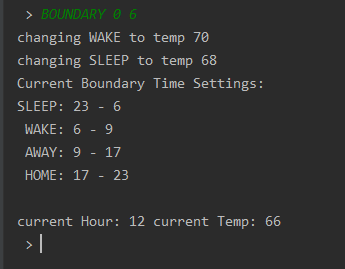 > BOUNDARY 0 6
changing WAKE to temp 70
changing SLEEP to temp 68
Current Boundary Time Settings:
SLEEP: 23 - 6
WAKE: 6 - 9
AWAY: 9 - 17
HOME: 17 - 23
current Hour: 12 current Temp: 66
>